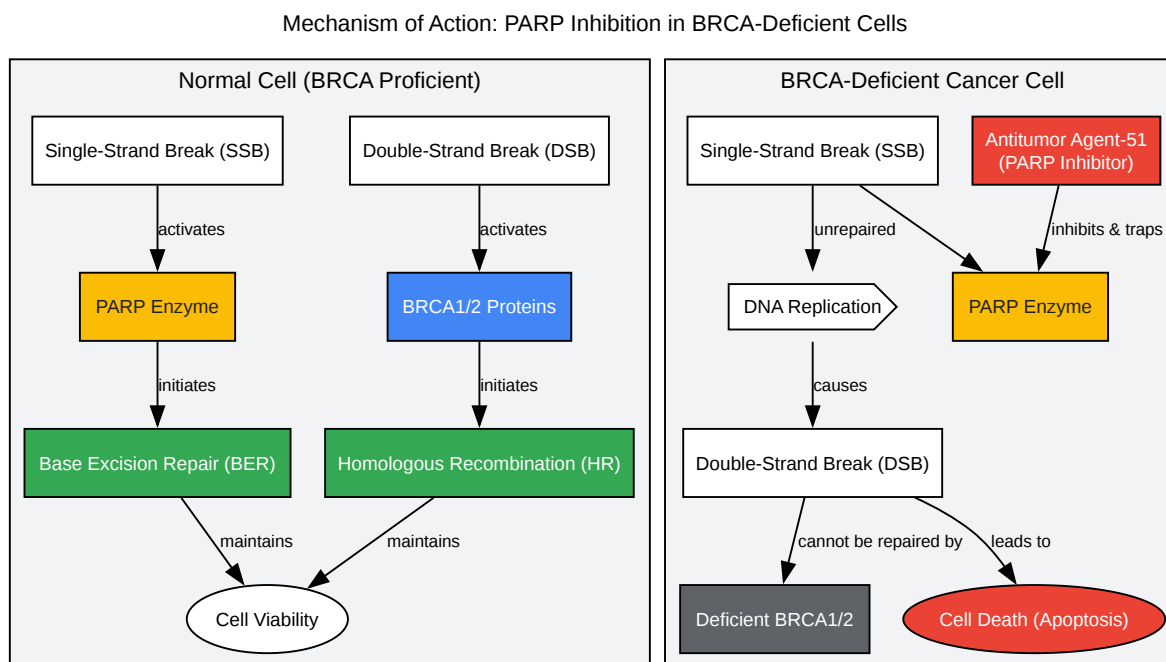 Mechanism of Action: PARP Inhibition in BRCA-Deficient Cells
Normal Cell (BRCA Proficient)
Single-Strand Break (SSB)
Double-Strand Break (DSB)
activates
activates
PARP Enzyme
BRCA1/2 Proteins
initiates
initiates
Base Excision Repair (BER)
Homologous Recombination (HR)
maintains
maintains
Cell Viability
BRCA-Deficient Cancer Cell
Single-Strand Break (SSB)
Antitumor Agent-51
(PARP Inhibitor)
unrepaired
inhibits & traps
DNA Replication
PARP Enzyme
causes
Double-Strand Break (DSB)
cannot be repaired by
leads to
Deficient BRCA1/2
Cell Death (Apoptosis)